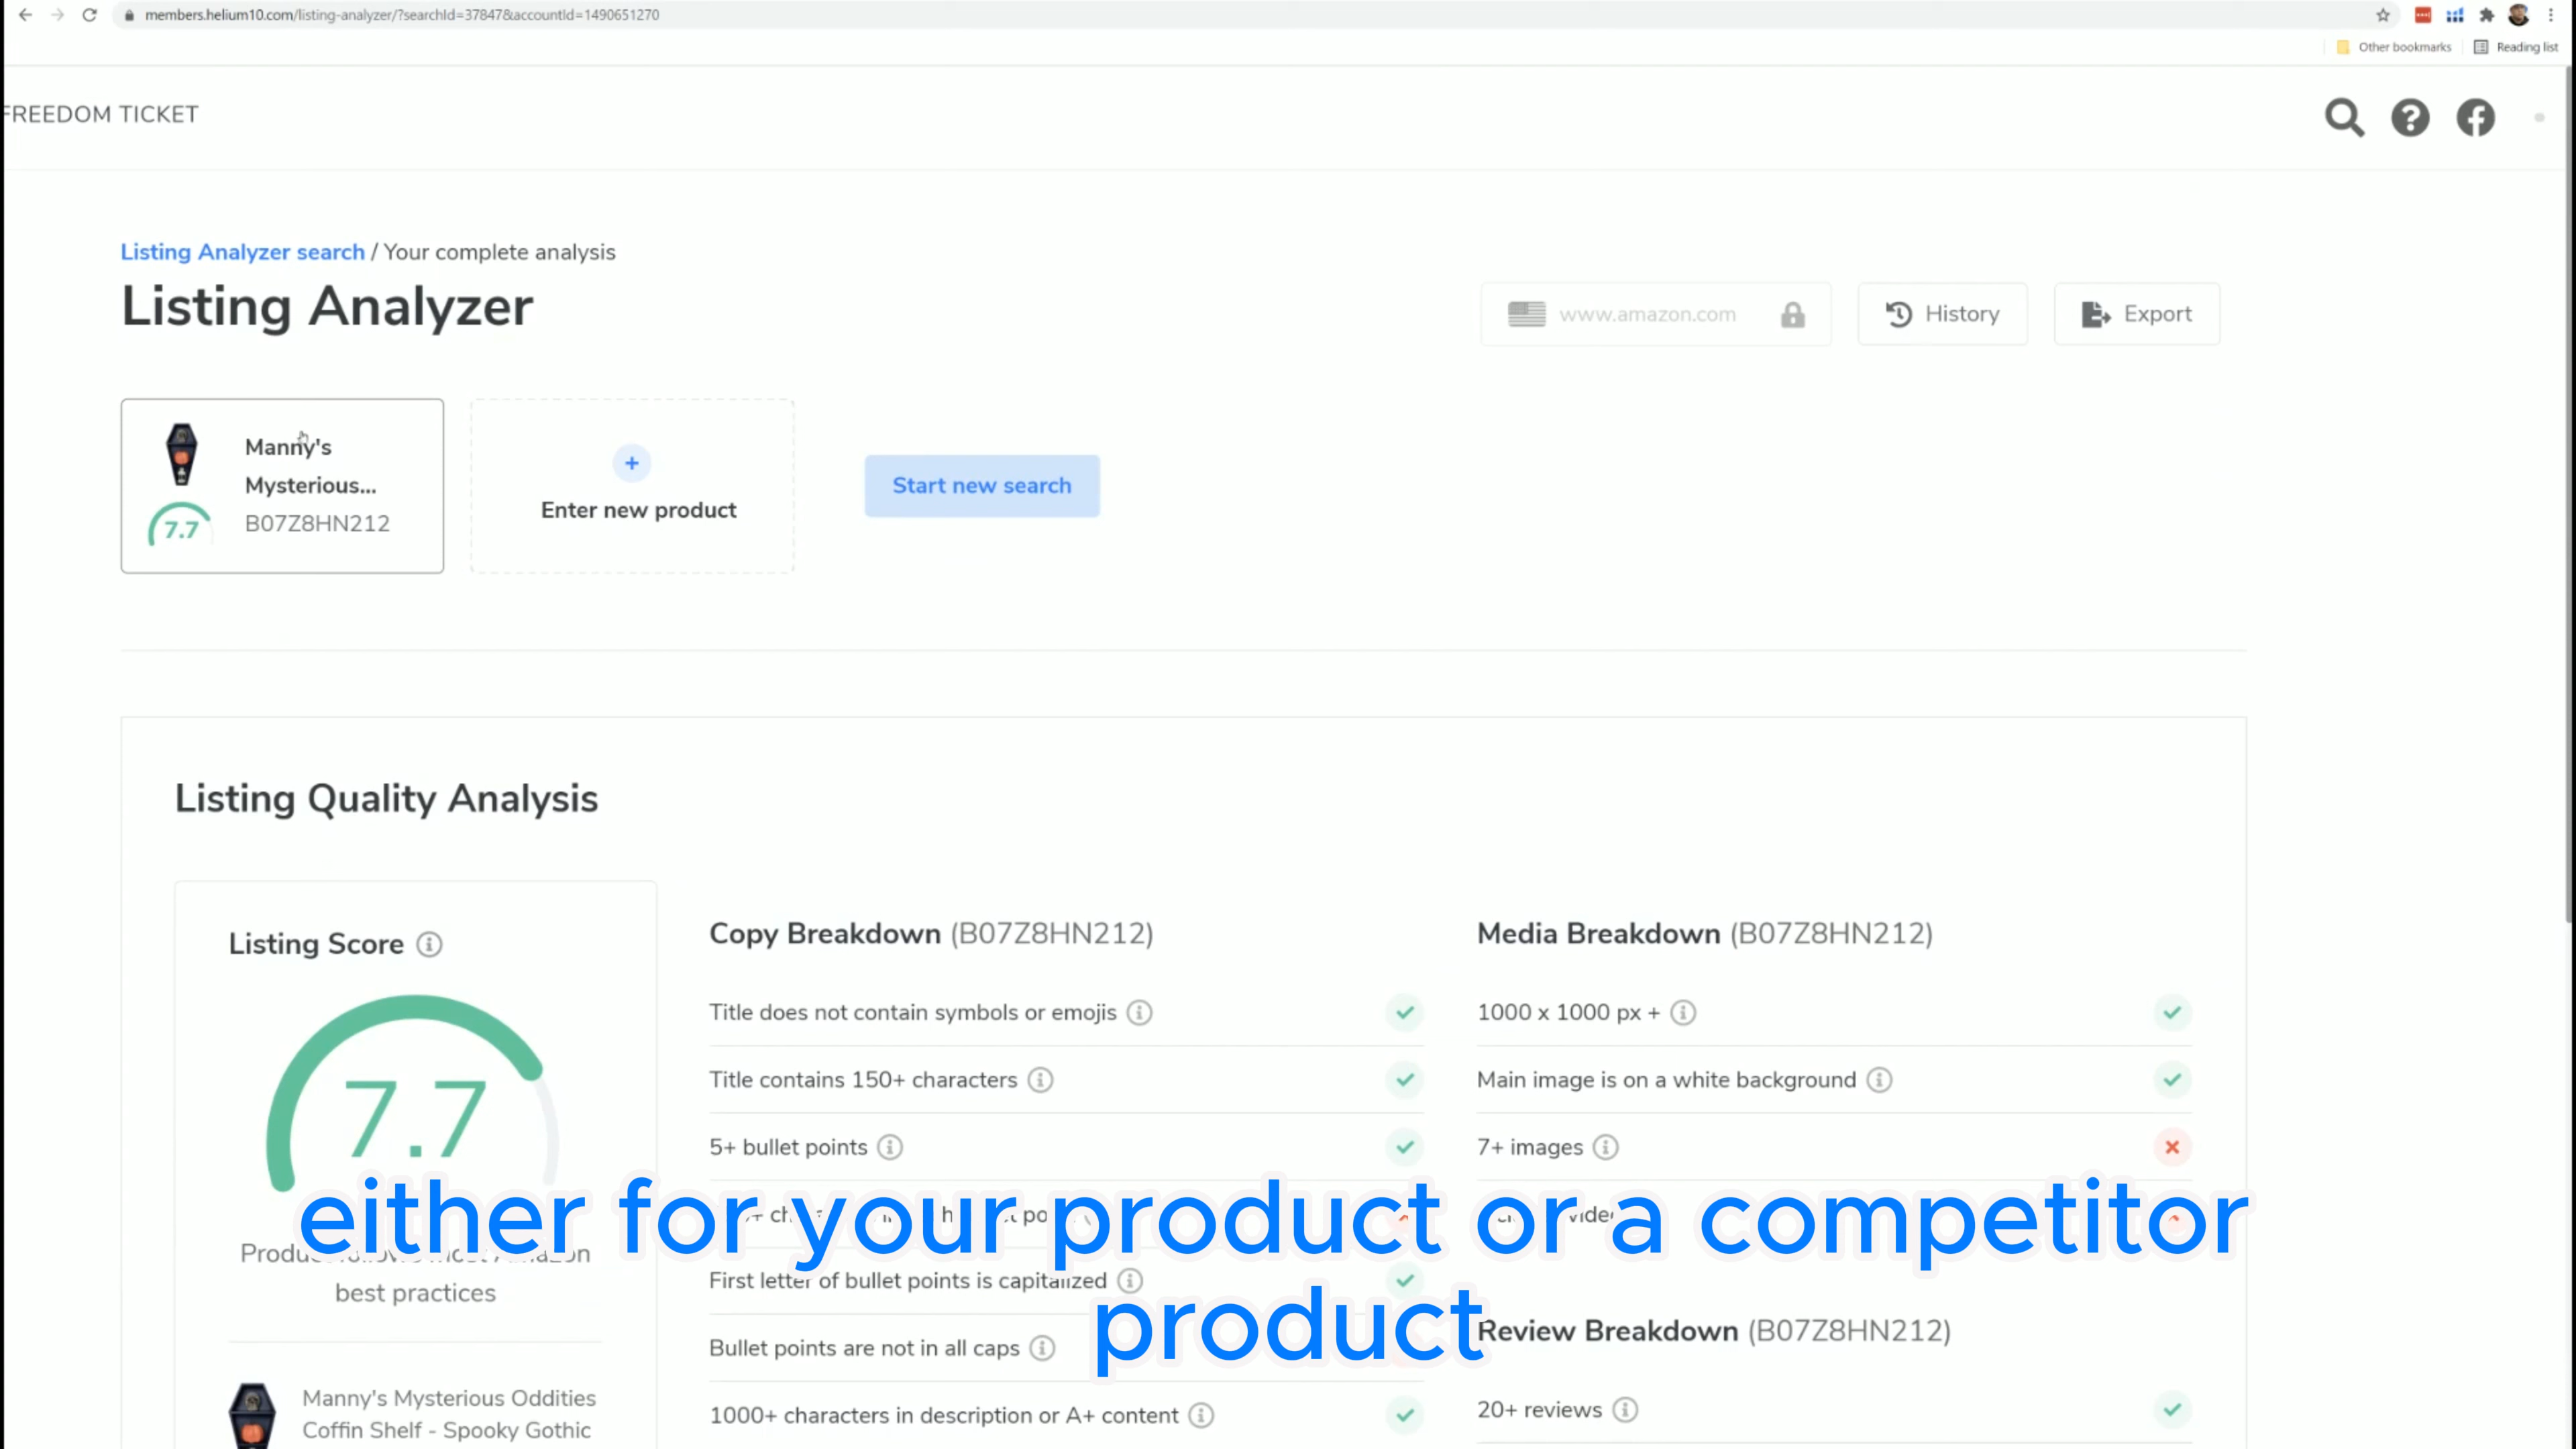 members.helium10.com/listing-analyzer/?searchId=37847&accountId=1490651270
Other bookmarks
Reading list
FREEDOM TICKET
Listing Analyzer search / Your complete analysis
Listing Analyzer
www.amazon.com
History
Export
Manny's
Mysterious...
B07Z8HN212
7.7
+
Enter new product
Start new search
Listing Quality Analysis
Listing Score
7.7
best practices
Manny's Mysterious Oddities
Coffin Shelf - Spooky Gothic
Copy Breakdown (B07Z8HN212)
Title does not contain symbols or emojis
Title contains 150+ characters
5+ bullet points
First letter of bullet points is capitalized
Bullet points are not in all caps
1000+ characters in description or A+ content
Media Breakdown (B07Z8HN212)
1000 x 1000 px +
Main image is on a white background
7+ images
Review Breakdown (B07Z8HN212)
20+ reviews
either for your product or a competitor
product